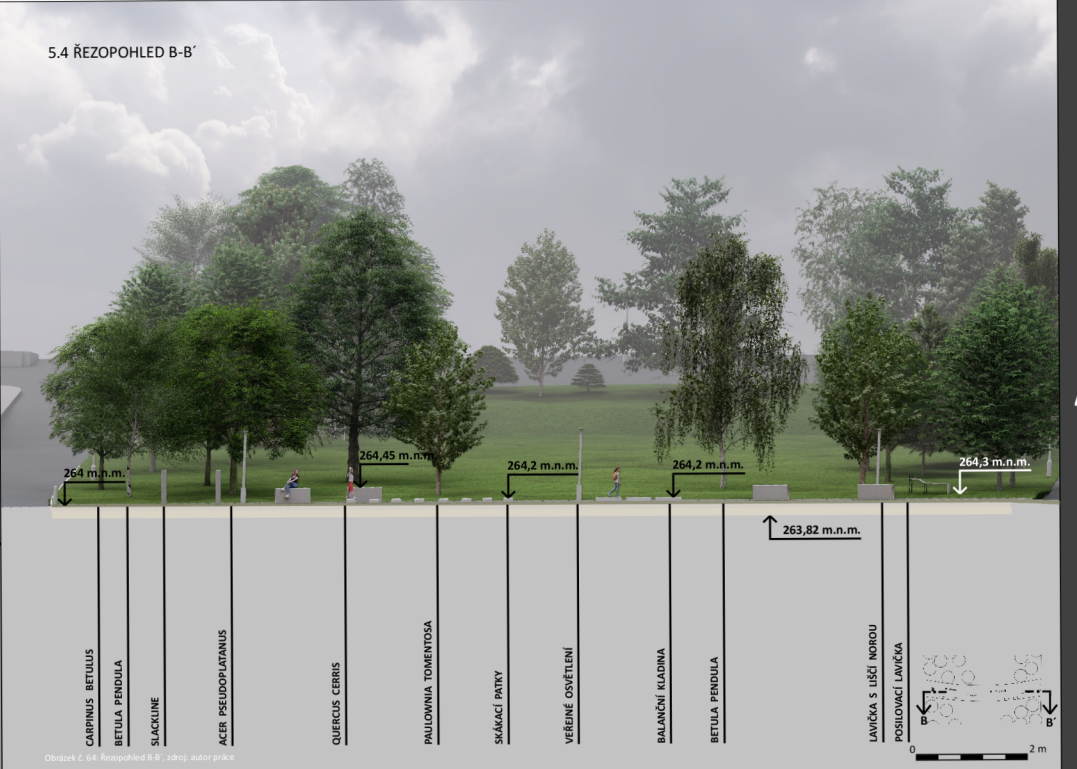 5.4 ŘEZOPOHLED B-B´
264 m.n.m.
264,45 m.n.m.
264,2 m.n.m.
264,2 m.n.m.
264,3 m.n.m.
263,82 m.n.m.
CARPINUS BETULUS
BETULA PENDULA
SLACKLINE
ACER PSEUDOPLATANUS
QUERCUS CERRIS
PAULOWNIA TOMENTOSA
SKÁKACÍ PATKY
VEŘEJNÉ OSVĚTLENÍ
BALANČNÍ KLADINA
BETULA PENDULA
LAVIČKA S LIŠČÍ NOROU
POSILOVACÍ LAVIČKA
B
B´
0
2 m
Obrázek č. 64: Řezopohled B-B´, zdroj: autor práce